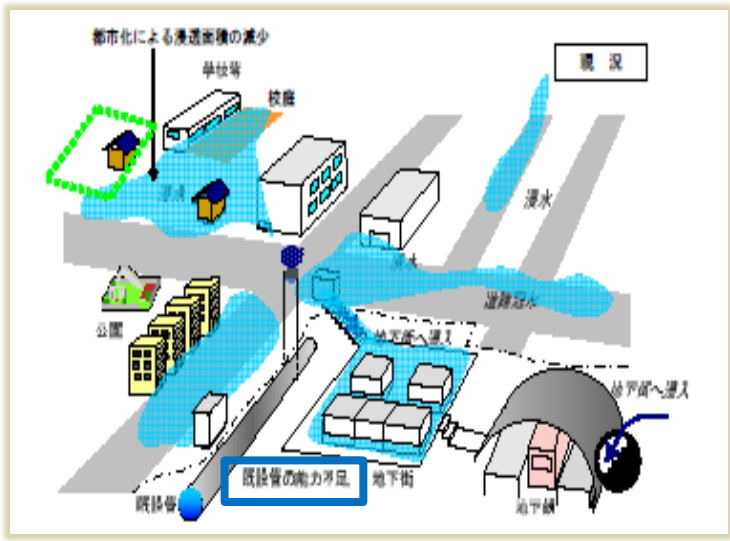 都市化による浸透面積の減少
現 況
学校等
校庭
浸水
浸水
浸水
道路冠水
公園
地下街へ浸入
地下街へ浸入
既設管の能力不足
地下街
既設管
地下鉄